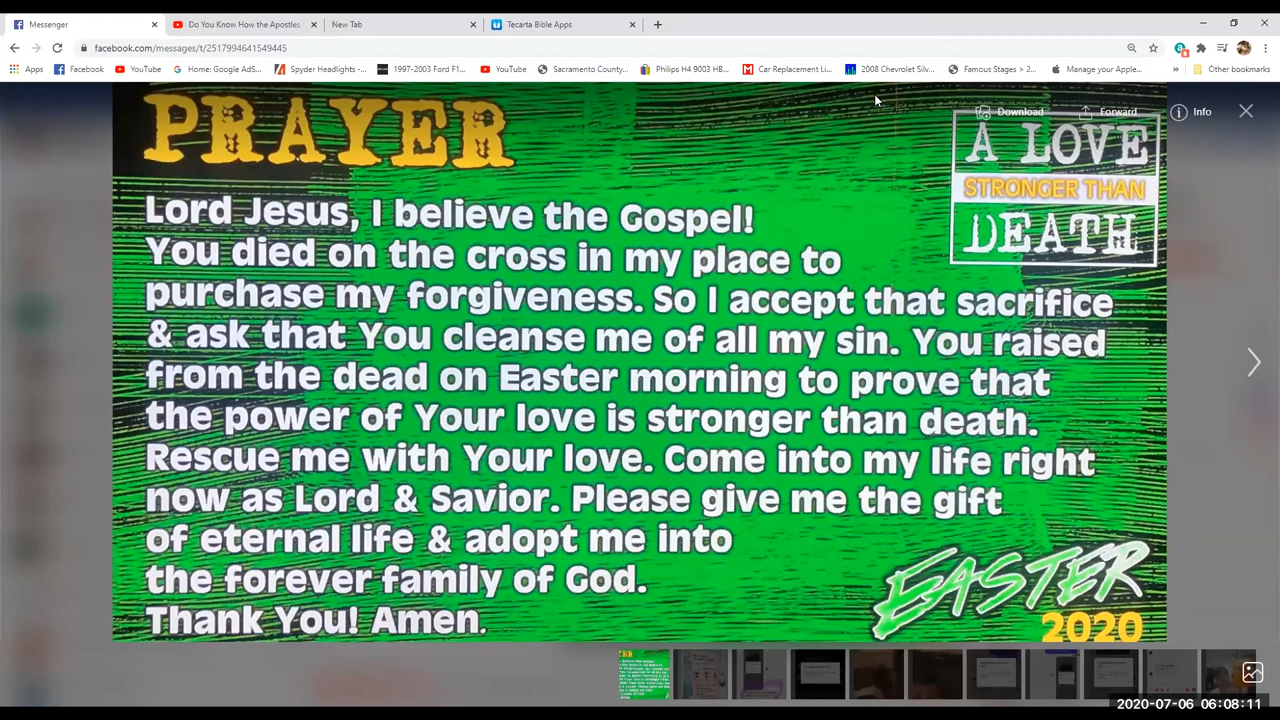 Messenger
Do You Know How the Apostles
New Tab
Tecarta Bible Apps
facebook.com/messages/t/2517994641549445
Apps
Facebook
YouTube
Home: Google AdS...
Spyder Headlights -...
1997-2003 Ford F1...
YouTube
Sacramento County...
Philips H4 9003 HB...
Car Replacement Li...
2008 Chevrolet Silv...
Famous Stages > 2...
Manage your Apple...
»
Other bookmarks
Download
Forward
Info
PRAYER
A LOVE
STRONGER THAN
DEATH
Lord Jesus, I believe the Gospel!
You died on the cross in my place to
purchase my forgiveness. So I accept that sacrifice
& ask that You cleanse me of all my sin. You raised
from the dead on Easter morning to prove that
the power of Your love is stronger than death.
Rescue me with Your love. Come into my life right
now as Lord & Savior. Please give me the gift
of eternal life & adopt me into
the forever family of God.
Thank You! Amen.
EASTER
2020
2020-07-06 06:08:11